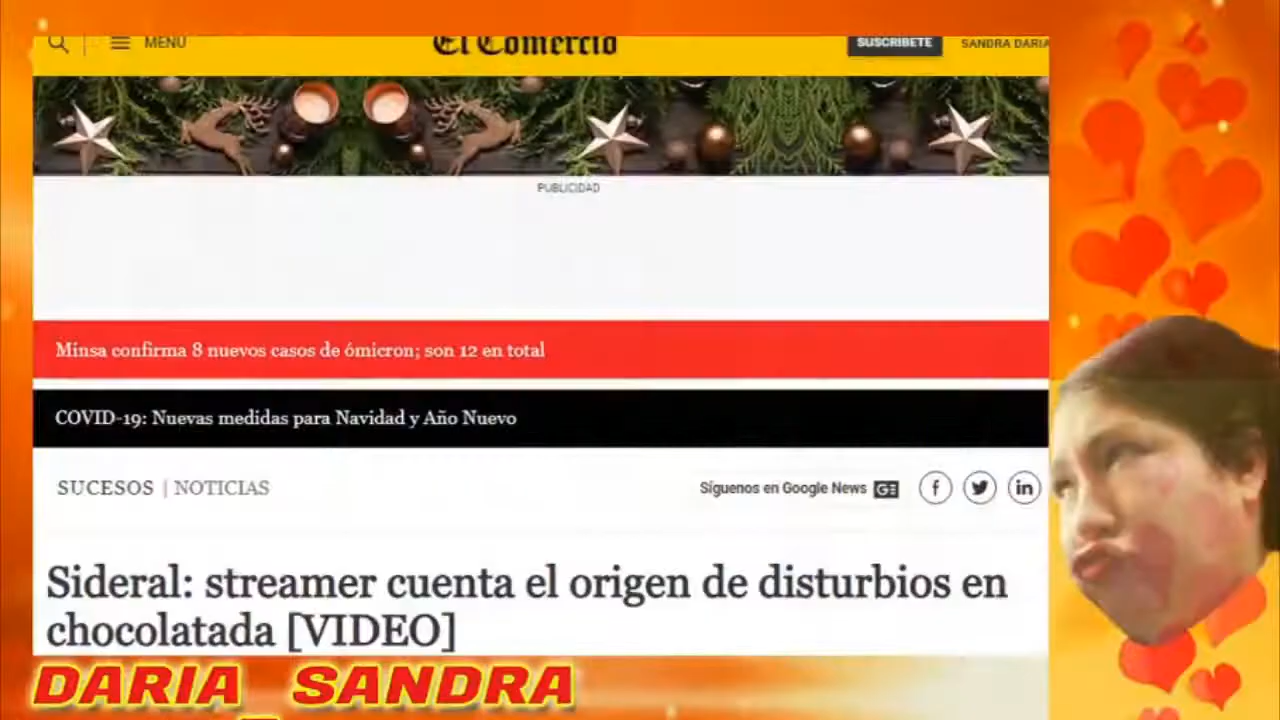 MENU
El Comercio
SUSCRÍBETE
SANDRA DARIA
PUBLICIDAD
Minsa confirma 8 nuevos casos de ómicron; son 12 en total
COVID-19: Nuevas medidas para Navidad y Año Nuevo
SUCESOS | NOTICIAS
Síguenos en Google News
Sideral: streamer cuenta el origen de disturbios en
chocolatada [VIDEO]
DARIA_SANDRA